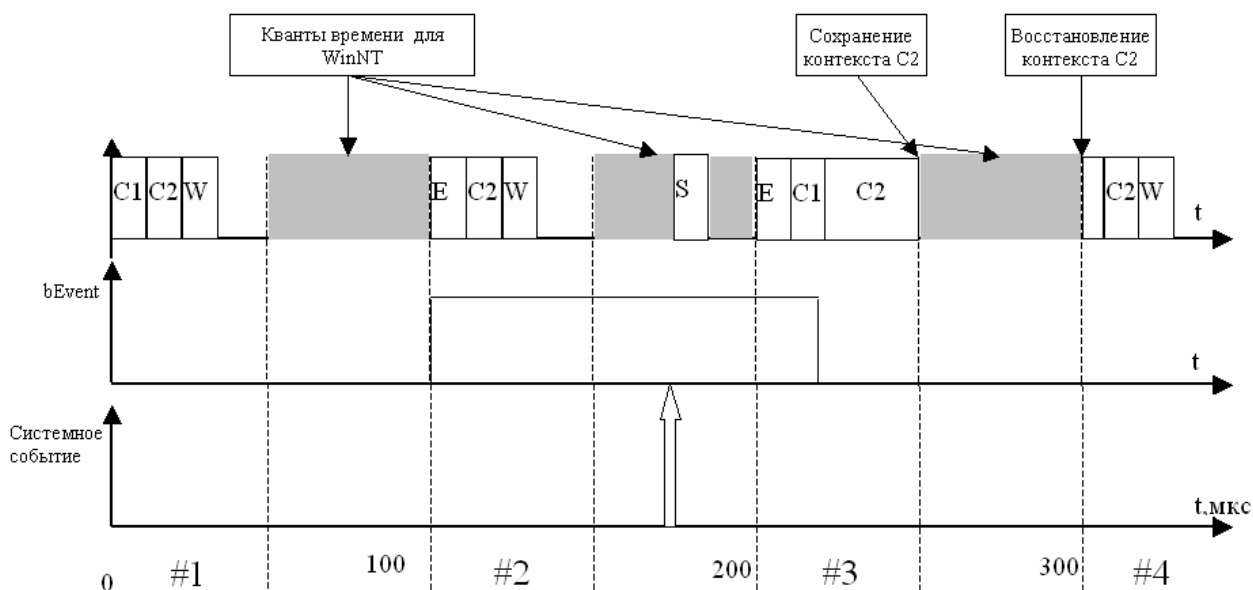 Кванты времени для
WinNT
Сохранение
контекста C2
Восстановление
контекста C2
C1 C2 W
E C2 W
S
E C1 C2
C2 W
t
bEvent
t
Системное
событие
t,мкс
0 #1 100 #2 200 #3 300 #4